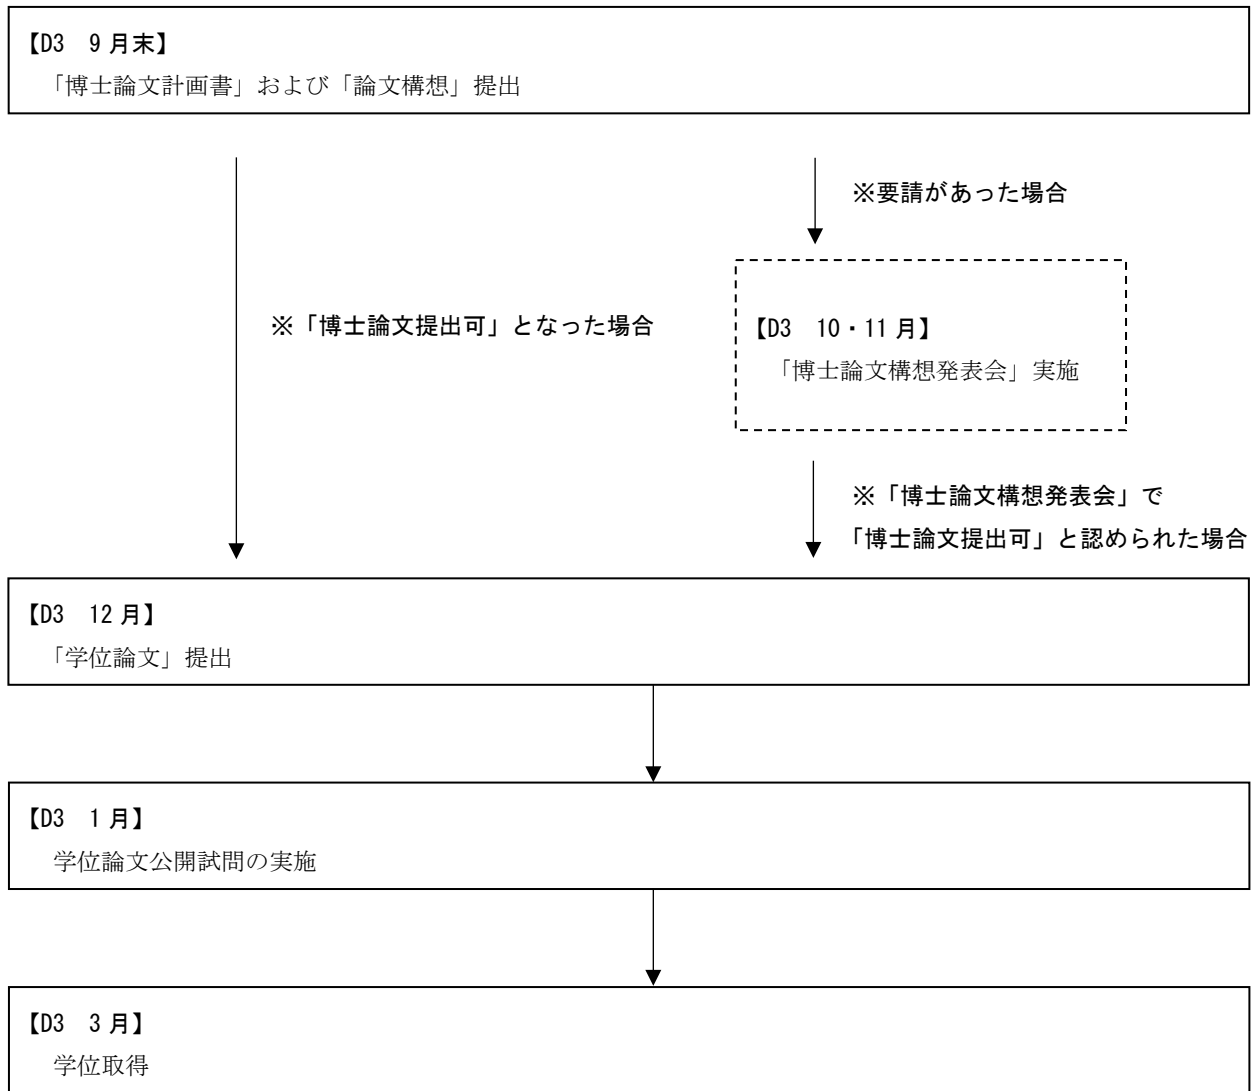 【D3　9月末】
「博士論文計画書」および「論文構想」提出
※要請があった場合
※「博士論文提出可」となった場合
【D3　10・11月】
「博士論文構想発表会」実施
※「博士論文構想発表会」で
「博士論文提出可」と認められた場合
【D3　12月】
「学位論文」提出
【D3　1月】
学位論文公開試問の実施
【D3　3月】
学位取得